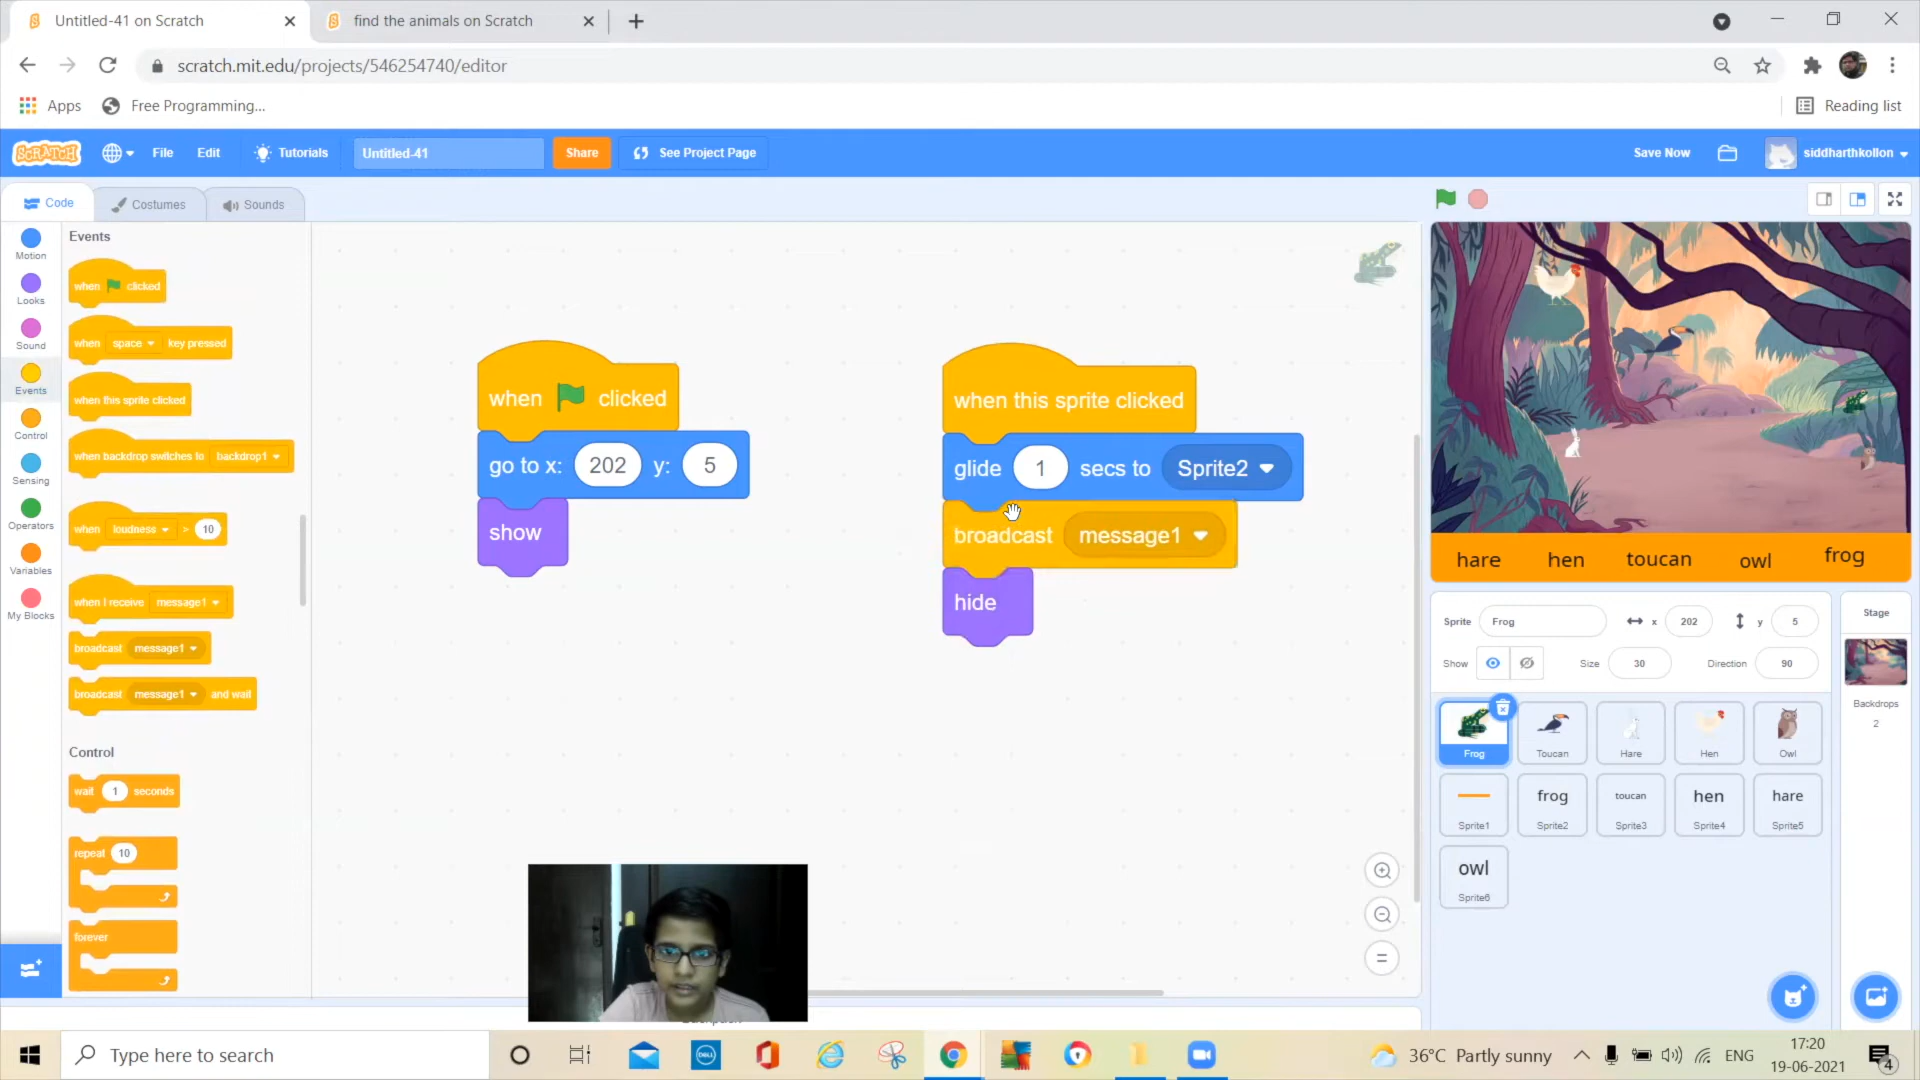 Untitled-41 on Scratch
find the animals on Scratch
scratch.mit.edu/projects/546254740/editor
Apps
Free Programming...
Reading list
SCRATCH
File
Edit
Tutorials
Untitled-41
Share
See Project Page
Save Now
siddharthkollon
Code
Costumes
Sounds
Motion
Looks
Sound
Events
Control
Sensing
Operators
Variables
My Blocks
Events
when clicked
when space key pressed
when this sprite clicked
when backdrop switches to backdrop1
when loudness > 10
when I receive message1
broadcast message1
broadcast message1 and wait
Control
wait 1 seconds
repeat 10
forever
when clicked
go to x: 202 y: 5
show
when this sprite clicked
glide 1 secs to Sprite2
broadcast message1
hide
hare hen toucan owl frog
Sprite Frog x 202 y 5
Show Size 30 Direction 90
Stage
Backdrops
2
Frog
Toucan
Hare
Hen
Owl
Sprite1
frog
Sprite2
toucan
Sprite3
hen
Sprite4
hare
Sprite5
owl
Sprite6
Type here to search
DELL
36°C Partly sunny
ENG
17:20
19-06-2021
4